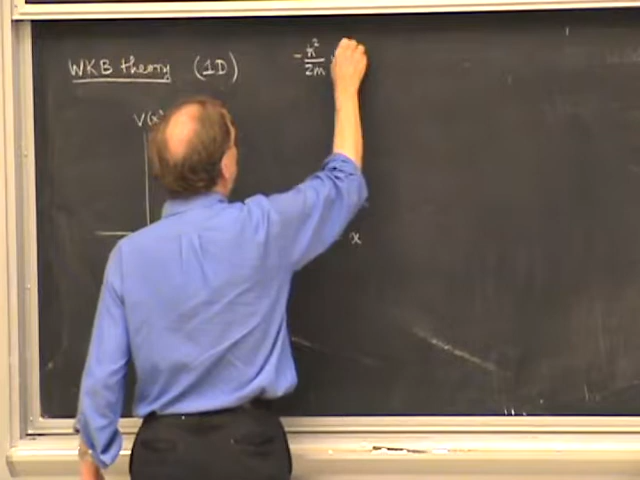 WKB theory (1D)
-ħ²/2m
V(x
x